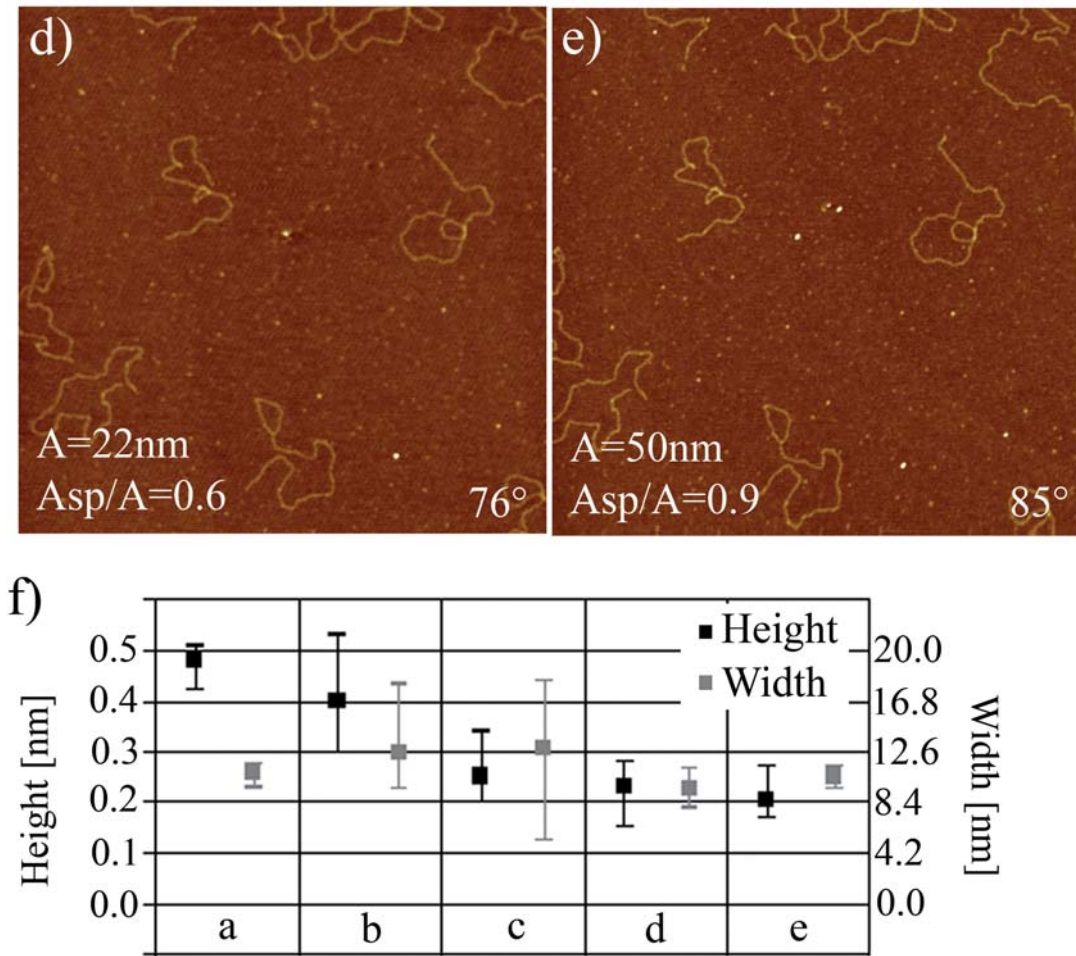 d)
A=22nm
Asp/A=0.6
76°
e)
A=50nm
Asp/A=0.9
85°
f)
Height [nm]
0.5
0.4
0.3
0.2
0.1
0.0
Height
Width
20.0
16.8
12.6
8.4
4.2
0.0
Width [nm]
a
b
c
d
e